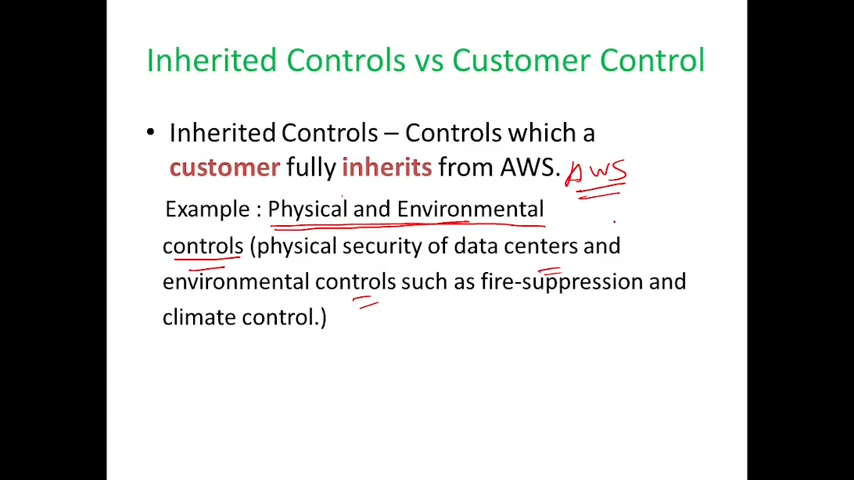 Inherited Controls vs Customer Control
• Inherited Controls – Controls which a
customer fully inherits from AWS. AWS
Example : Physical and Environmental
controls (physical security of data centers and
environmental controls such as fire-suppression and
climate control.)